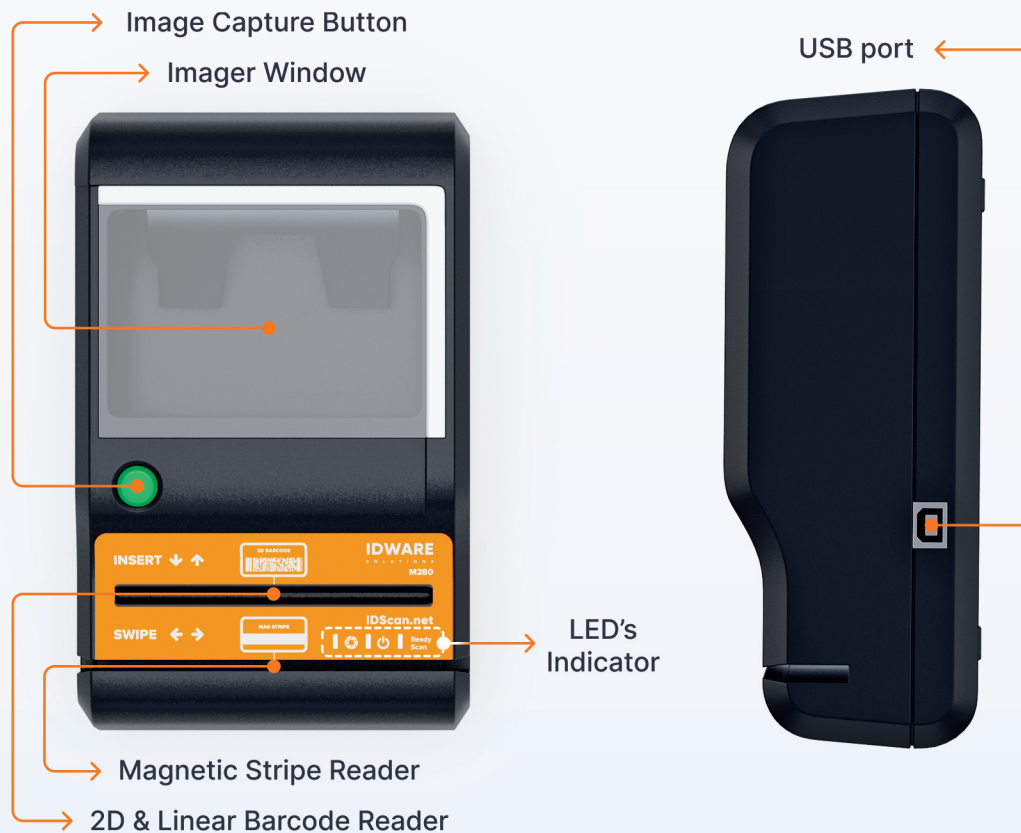 Image Capture Button
USB port
Imager Window
2D BARCODE
IDWARE
SOLUTIONS
INSERT
M280
IDScan.net
MAG STRIPE
SWIPE
Ready
Scan
LED’s
Indicator
Magnetic Stripe Reader
2D & Linear Barcode Reader